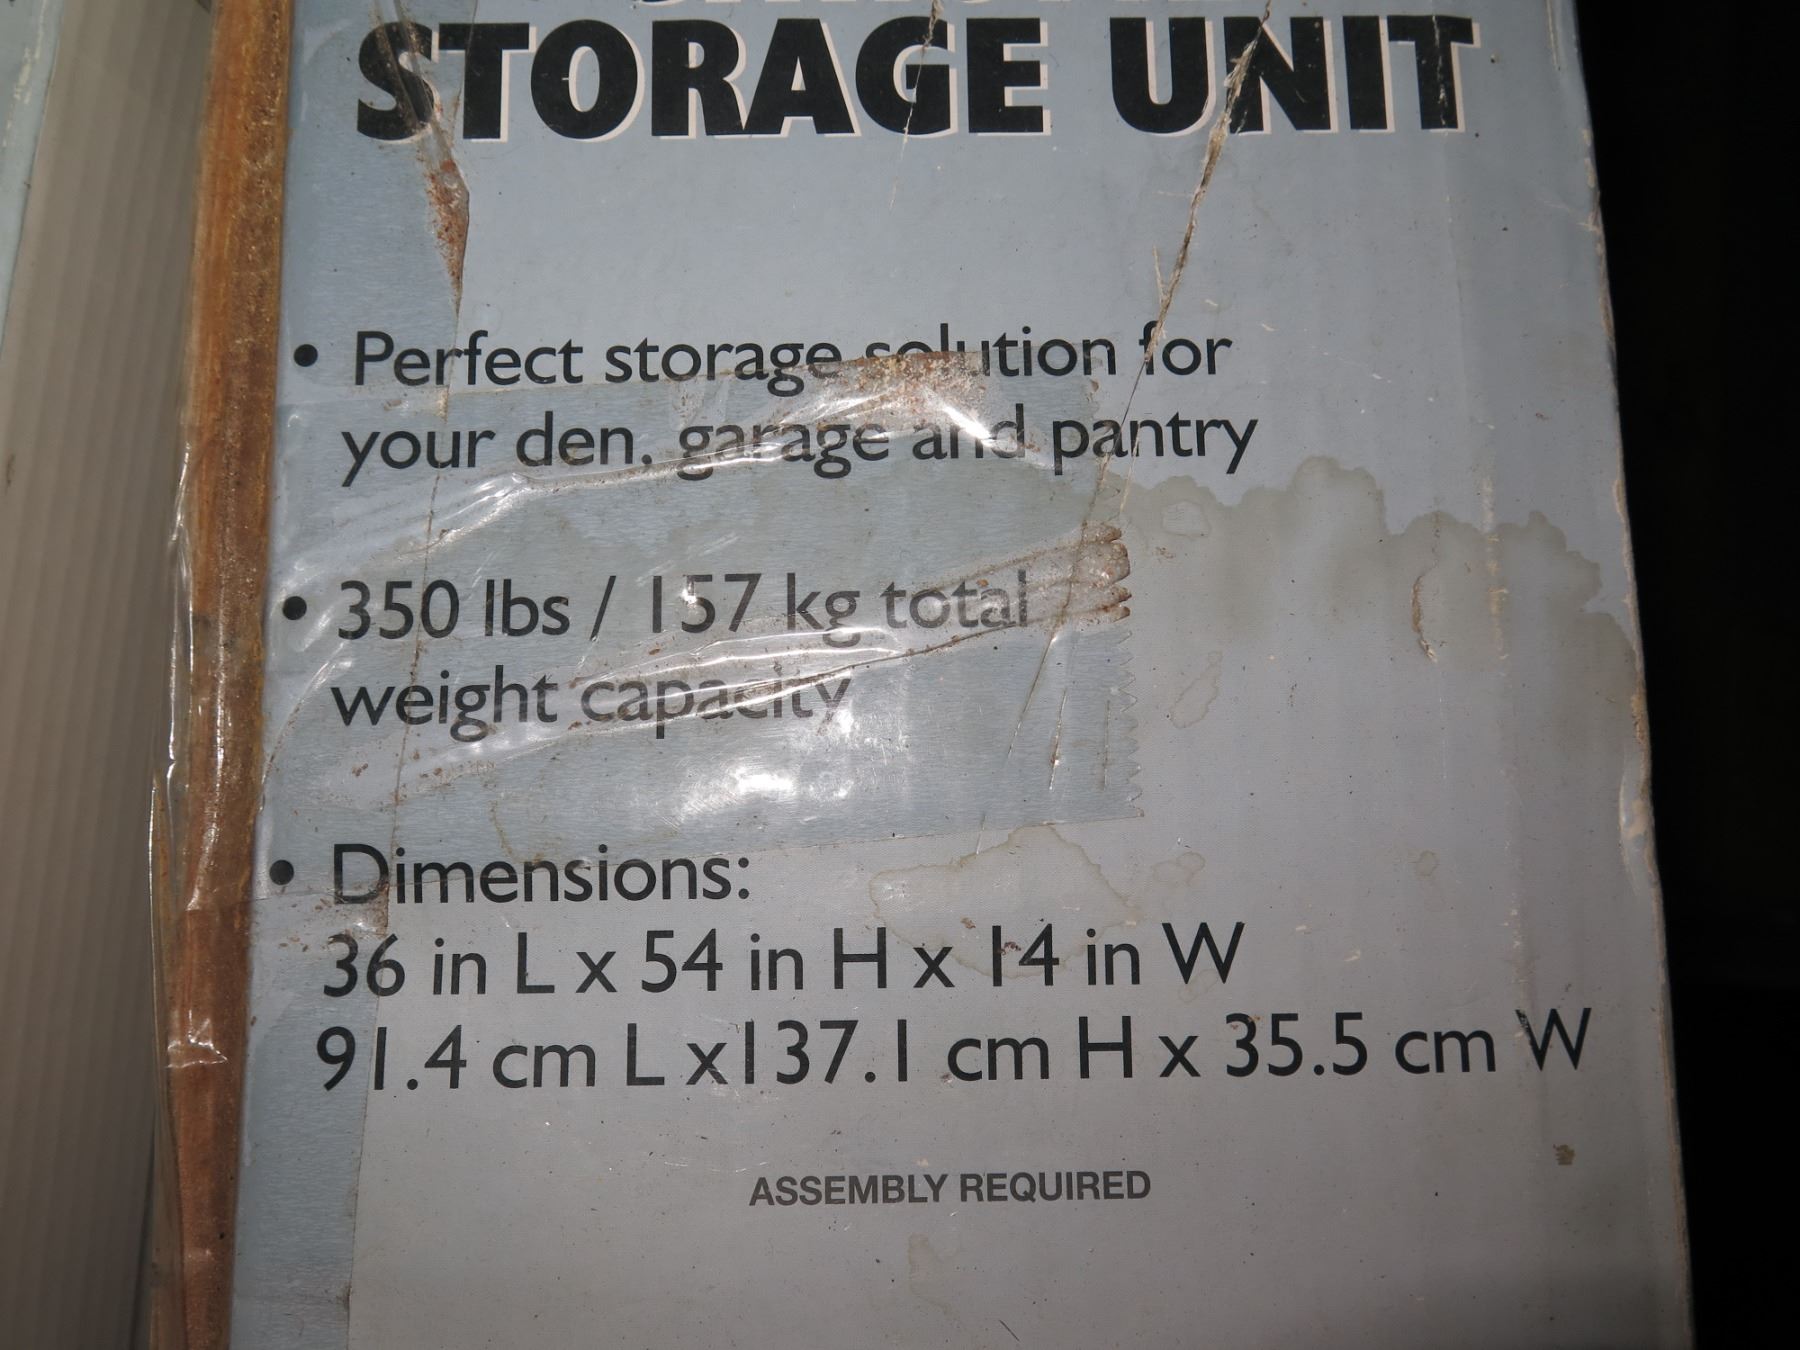 STORAGE UNIT
• Perfect storage solution for
your den, garage and pantry
• 350 lbs / 157 kg total
weight capacity
• Dimensions:
36 in L x 54 in H x 14 in W
91.4 cm L x137.1 cm H x 35.5 cm W
ASSEMBLY REQUIRED